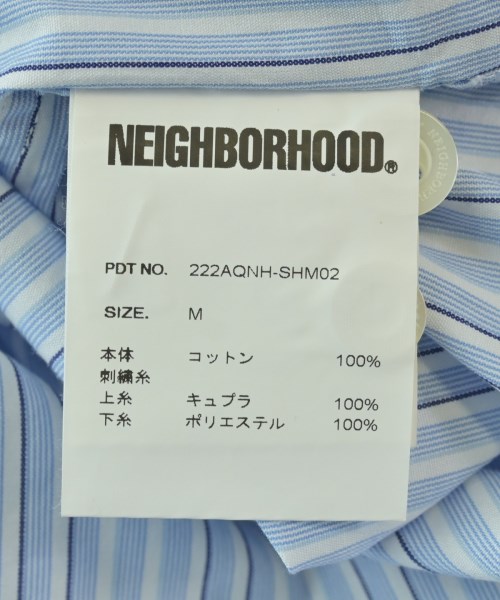 NEIGHBORHOOD®
PDT NO. 222AQNH-SHM02
SIZE. M
本体 コットン 100%
刺繍糸
上糸 キュプラ 100%
下糸 ポリエステル 100%